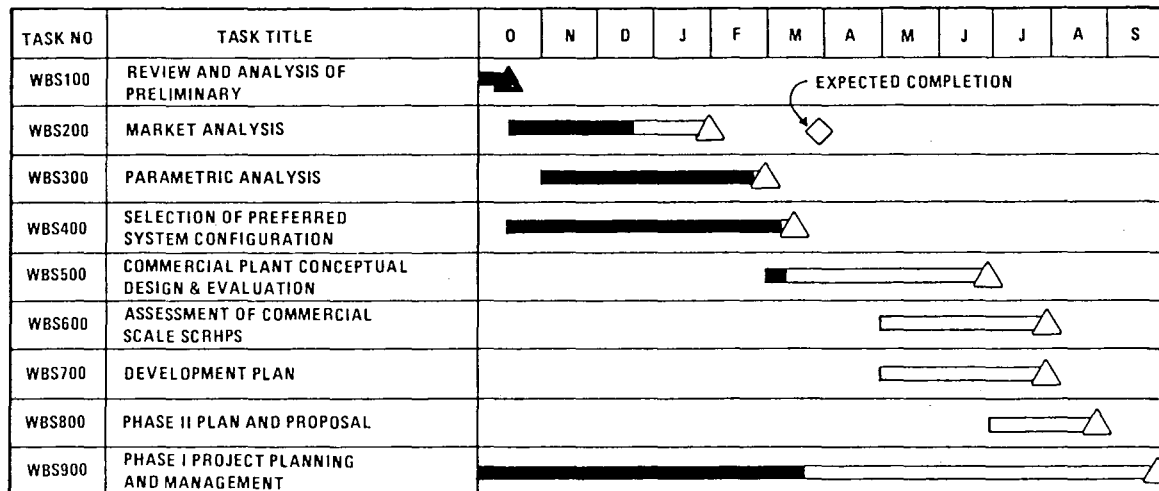 TASK NO TASK TITLE O N D J F M A M J J A S
WBS100 REVIEW AND ANALYSIS OF
PRELIMINARY
EXPECTED COMPLETION
WBS200 MARKET ANALYSIS
WBS300 PARAMETRIC ANALYSIS
WBS400 SELECTION OF PREFERRED
SYSTEM CONFIGURATION
WBS500 COMMERCIAL PLANT CONCEPTUAL
DESIGN & EVALUATION
WBS600 ASSESSMENT OF COMMERCIAL
SCALE SCRHPS
WBS700 DEVELOPMENT PLAN
WBS800 PHASE II PLAN AND PROPOSAL
WBS900 PHASE I PROJECT PLANNING
AND MANAGEMENT